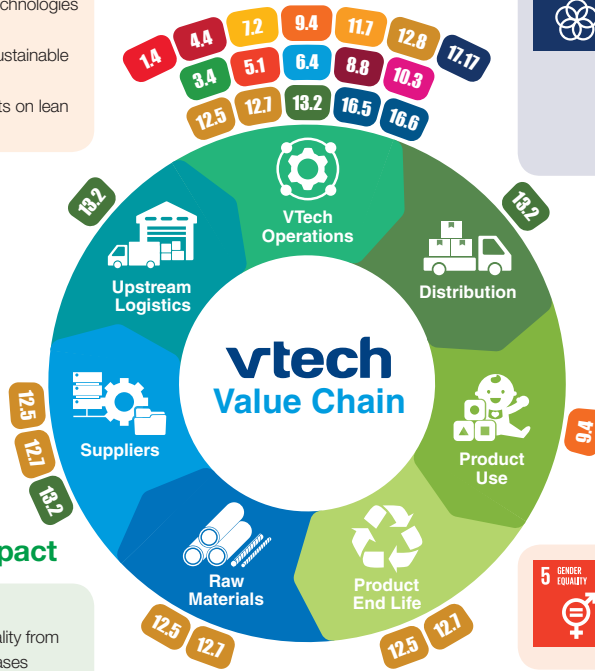 chnologies
ustainable
ts on lean
1.4 4.4 7.2 9.4 11.7 12.8 17.17
3.4 5.1 6.4 8.8 10.3
12.5 12.7 13.2 16.5 16.6
13.2
13.2
VTech
Operations
Upstream
Logistics
Distribution
vtech
Value Chain
12.5
12.7
13.2
Suppliers
9.4
Product
Use
pact
Raw
Materials
Product
End Life
5 GENDER
EQUALITY
12.5 12.7
12.5 12.7
ality from
ases